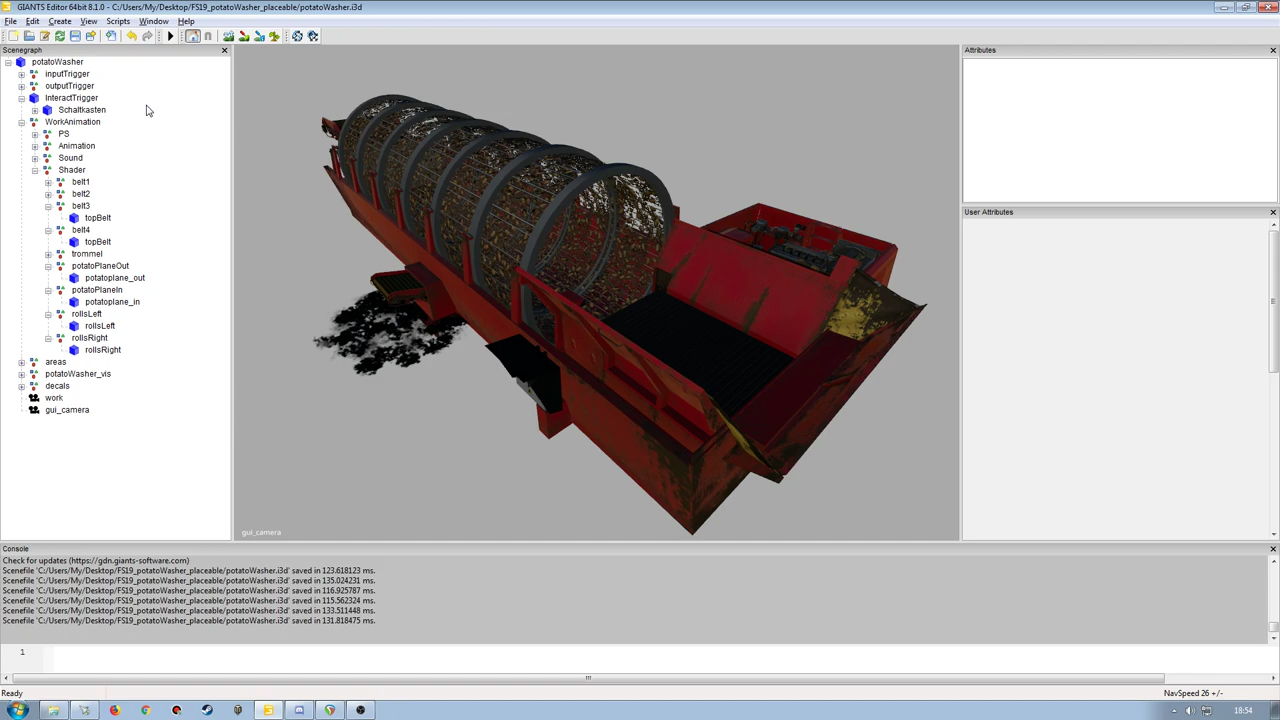 GIANTS Editor 64bit 8.1.0 - C:/Users/My/Desktop/FS19_potatoWasher_placeable/potatoWasher.i3d
File Edit Create View Scripts Window Help
Scenegraph
potatoWasher
inputTrigger
outputTrigger
InteractTrigger
Schaltkasten
WorkAnimation
PS
Animation
Sound
Shader
belt1
belt2
belt3
topBelt
belt4
topBelt
trommel
potatoPlaneOut
potatoplane_out
potatoPlaneIn
potatoplane_in
rollsLeft
rollsLeft
rollsRight
rollsRight
areas
potatoWasher_vis
decals
work
gui_camera
gui_camera
Attributes
User Attributes
Console
Check for updates (https://gdn.giants-software.com)
Scenefile 'C:/Users/My/Desktop/FS19_potatoWasher_placeable/potatoWasher.i3d' saved in 123.618123 ms.
Scenefile 'C:/Users/My/Desktop/FS19_potatoWasher_placeable/potatoWasher.i3d' saved in 135.024231 ms.
Scenefile 'C:/Users/My/Desktop/FS19_potatoWasher_placeable/potatoWasher.i3d' saved in 116.925787 ms.
Scenefile 'C:/Users/My/Desktop/FS19_potatoWasher_placeable/potatoWasher.i3d' saved in 115.562324 ms.
Scenefile 'C:/Users/My/Desktop/FS19_potatoWasher_placeable/potatoWasher.i3d' saved in 133.511448 ms.
Scenefile 'C:/Users/My/Desktop/FS19_potatoWasher_placeable/potatoWasher.i3d' saved in 131.818475 ms.
1
Ready
NavSpeed 26 +/-
18:54